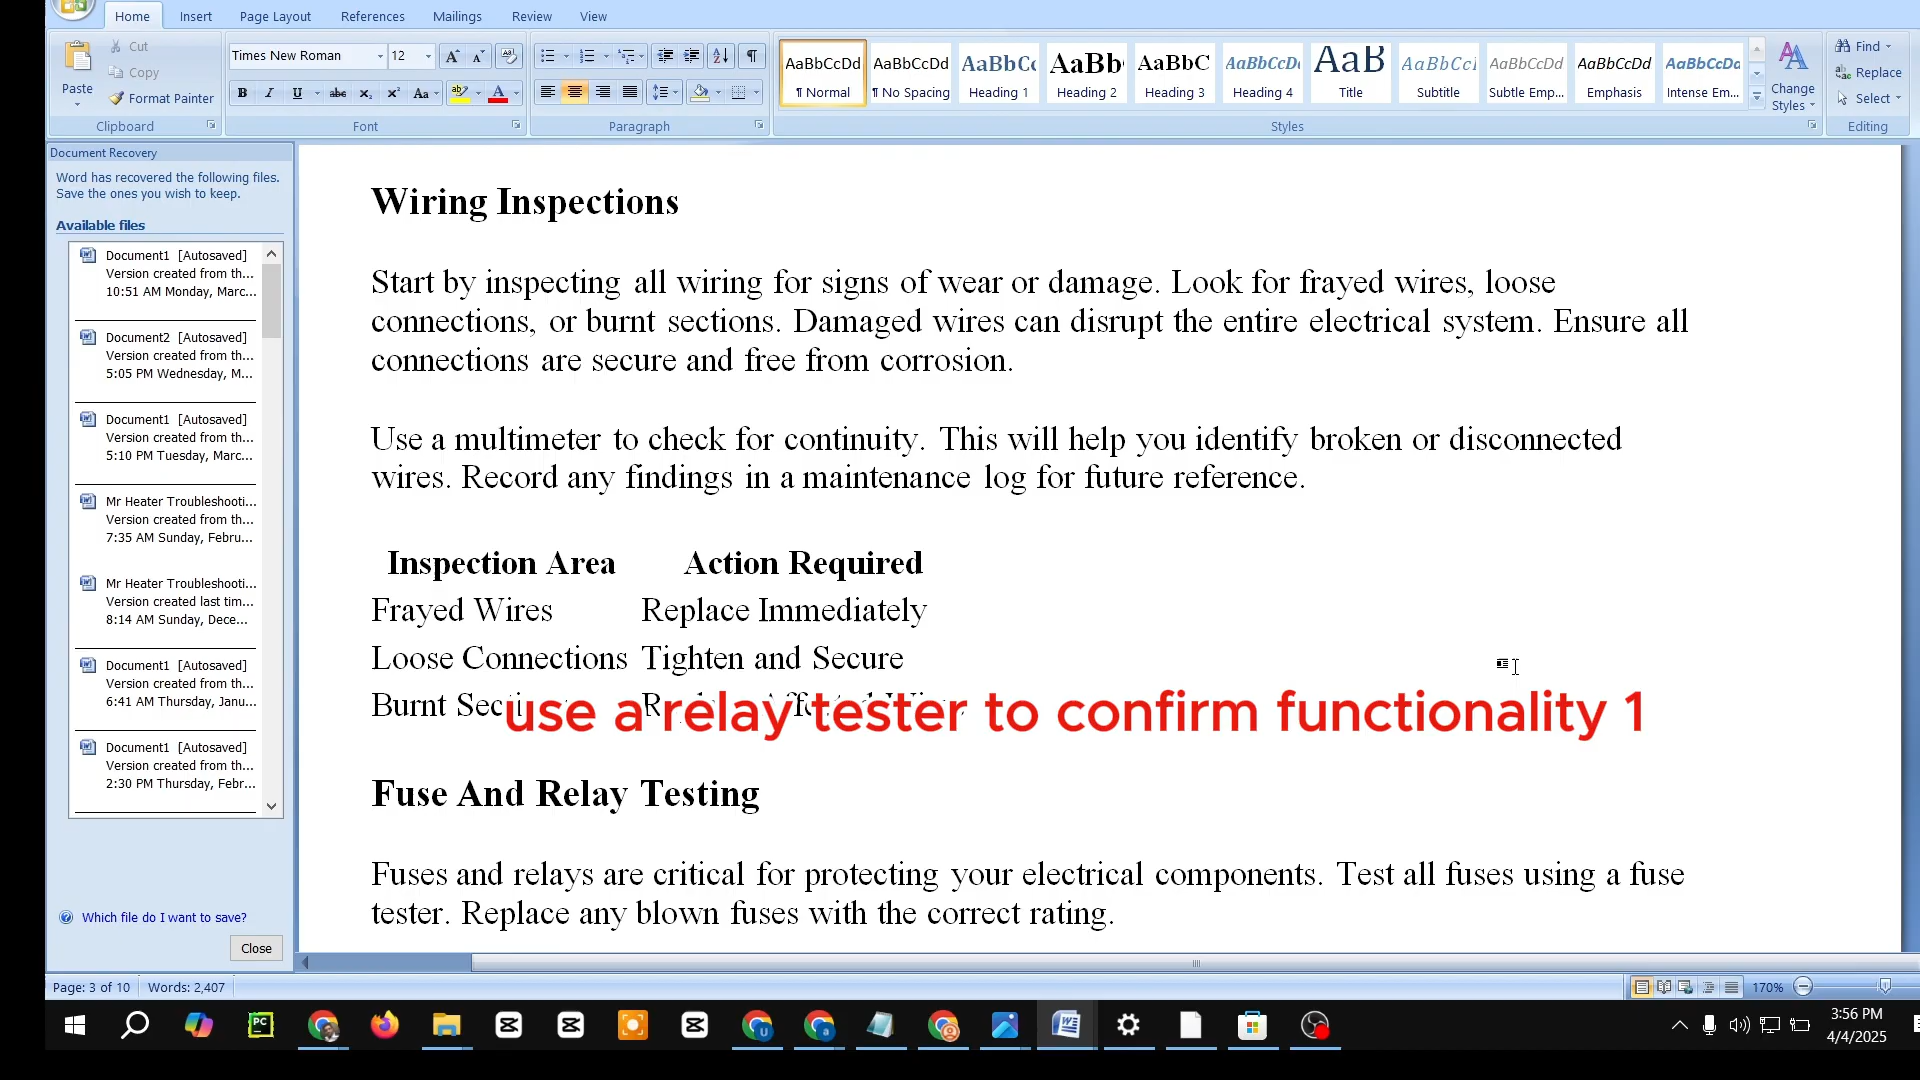 Home Insert Page Layout References Mailings Review View
Paste
Cut
Copy
Format Painter
Clipboard
Times New Roman 12
Font
Paragraph
AaBbCcDd AaBbCcDd AaBbCc AaBb AaBbC AaBbCcDd AaB AaBbCcI AaBbCcDd AaBbCcDd AaBbCcDd
¶ Normal ¶ No Spacing Heading 1 Heading 2 Heading 3 Heading 4 Title Subtitle Subtle Emp... Emphasis Intense Em...
Styles
Change
Styles
Find
Replace
Select
Editing
Document Recovery
Word has recovered the following files.
Save the ones you wish to keep.
Available files
Document1 [Autosaved]
Version created from th...
10:51 AM Monday, Marc...
Document2 [Autosaved]
Version created from th...
5:05 PM Wednesday, M...
Document1 [Autosaved]
Version created from th...
5:10 PM Tuesday, Marc...
Mr Heater Troubleshooti...
Version created from th...
7:35 AM Sunday, Febru...
Mr Heater Troubleshooti...
Version created last tim...
8:14 AM Sunday, Dece...
Document1 [Autosaved]
Version created from th...
6:41 AM Thursday, Janu...
Document1 [Autosaved]
Version created from th...
2:30 PM Thursday, Febr...
Which file do I want to save?
Close
Wiring Inspections
Start by inspecting all wiring for signs of wear or damage. Look for frayed wires, loose
connections, or burnt sections. Damaged wires can disrupt the entire electrical system. Ensure all
connections are secure and free from corrosion.
Use a multimeter to check for continuity. This will help you identify broken or disconnected
wires. Record any findings in a maintenance log for future reference.
Inspection Area Action Required
Frayed Wires Replace Immediately
Loose Connections Tighten and Secure
Burnt
use a relay tester to confirm functionality 1
Fuse And Relay Testing
Fuses and relays are critical for protecting your electrical components. Test all fuses using a fuse
tester. Replace any blown fuses with the correct rating.
Page: 3 of 10 Words: 2,407
170%
3:56 PM
4/4/2025